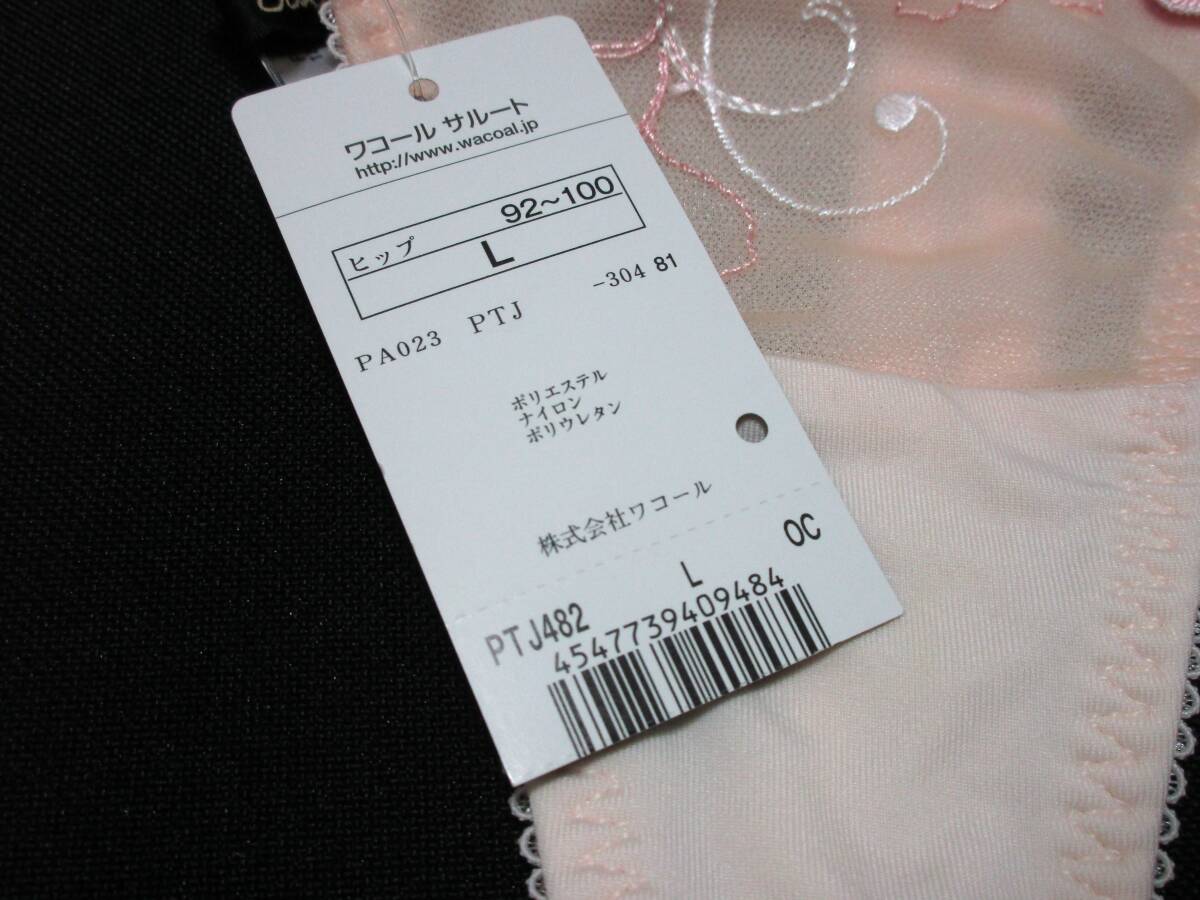 ワコール サルート
http://www.wacoal.jp
ヒップ 92~100
L
PA023 PTJ -304 81
ポリエステル
ナイロン
ポリウレタン
株式会社ワコール
PTJ482 L OC
4547739409484